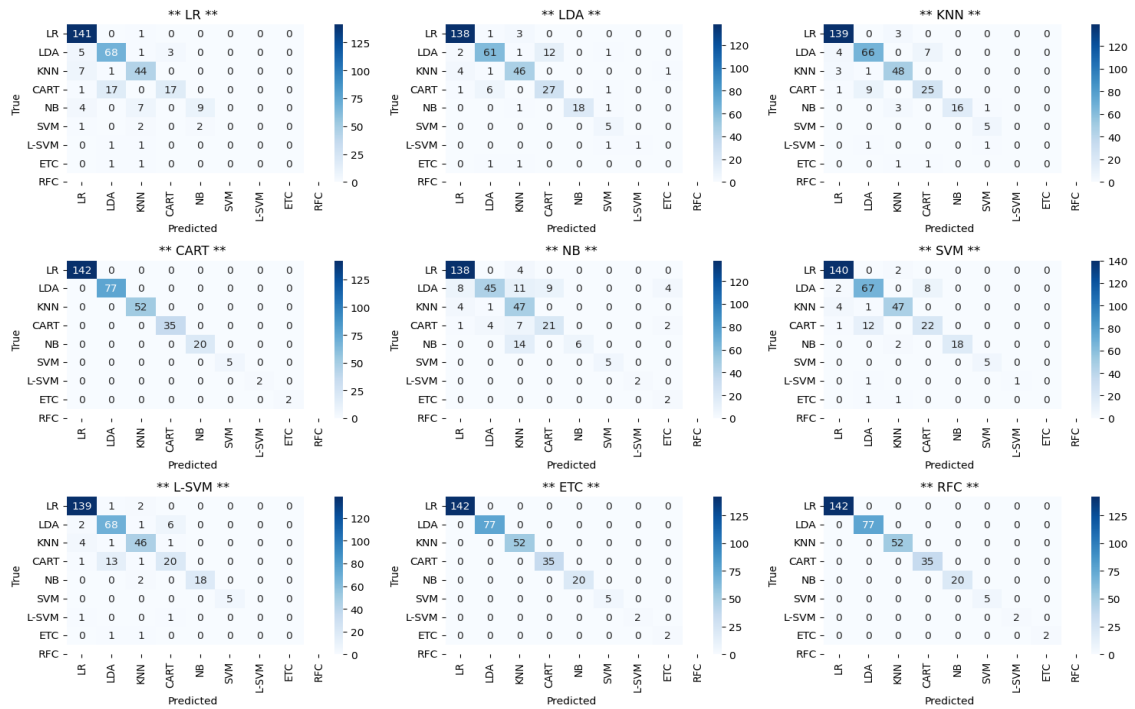 ** LR **
LR 141 0 1 0 0 0 0 0
LDA 5 68 1 3 0 0 0 0
KNN 7 1 44 0 0 0 0 0
CART 1 17 0 17 0 0 0 0
NB 4 0 7 0 9 0 0 0
SVM 1 0 2 0 2 0 0 0
L-SVM 0 1 1 0 0 0 0 0
ETC 0 1 1 0 0 0 0 0
RFC
True
LR LDA KNN CART NB SVM L-SVM ETC RFC
Predicted
125
100
75
50
25
0
** LDA **
LR 138 1 3 0 0 0 0 0
LDA 2 61 1 12 0 1 0 0
KNN 4 1 46 0 0 0 0 1
CART 1 6 0 27 0 1 0 0
NB 0 0 1 0 18 1 0 0
SVM 0 0 0 0 0 5 0 0
L-SVM 0 0 0 0 0 1 1 0
ETC 0 1 1 0 0 0 0 0
RFC
True
LR LDA KNN CART NB SVM L-SVM ETC RFC
Predicted
120
100
80
60
40
20
0
** KNN **
LR 139 0 3 0 0 0 0 0
LDA 4 66 0 7 0 0 0 0
KNN 3 1 48 0 0 0 0 0
CART 1 9 0 25 0 0 0 0
NB 0 0 3 0 16 1 0 0
SVM 0 0 0 0 0 5 0 0
L-SVM 0 1 0 0 0 1 0 0
ETC 0 0 1 1 0 0 0 0
RFC
True
LR LDA KNN CART NB SVM L-SVM ETC RFC
Predicted
120
100
80
60
40
20
0
** CART **
LR 142 0 0 0 0 0 0 0
LDA 0 77 0 0 0 0 0 0
KNN 0 0 52 0 0 0 0 0
CART 0 0 0 35 0 0 0 0
NB 0 0 0 0 20 0 0 0
SVM 0 0 0 0 0 5 0 0
L-SVM 0 0 0 0 0 0 2 0
ETC 0 0 0 0 0 0 0 2
RFC
True
LR LDA KNN CART NB SVM L-SVM ETC RFC
Predicted
125
100
75
50
25
0
** NB **
LR 138 0 4 0 0 0 0 0
LDA 8 45 11 9 0 0 0 4
KNN 4 1 47 0 0 0 0 0
CART 1 4 7 21 0 0 0 2
NB 0 0 14 0 6 0 0 0
SVM 0 0 0 0 0 5 0 0
L-SVM 0 0 0 0 0 0 2 0
ETC 0 0 0 0 0 0 0 2
RFC
True
LR LDA KNN CART NB SVM L-SVM ETC RFC
Predicted
120
100
80
60
40
20
0
** SVM **
LR 140 0 2 0 0 0 0 0
LDA 2 67 0 8 0 0 0 0
KNN 4 1 47 0 0 0 0 0
CART 1 12 0 22 0 0 0 0
NB 0 0 2 0 18 0 0 0
SVM 0 0 0 0 0 5 0 0
L-SVM 0 1 0 0 0 0 1 0
ETC 0 1 1 0 0 0 0 0
RFC
True
LR LDA KNN CART NB SVM L-SVM ETC RFC
Predicted
140
120
100
80
60
40
20
0
** L-SVM **
LR 139 1 2 0 0 0 0 0
LDA 2 68 1 6 0 0 0 0
KNN 4 1 46 1 0 0 0 0
CART 1 13 1 20 0 0 0 0
NB 0 0 2 0 18 0 0 0
SVM 0 0 0 0 0 5 0 0
L-SVM 1 0 0 1 0 0 0 0
ETC 0 1 1 0 0 0 0 0
RFC
True
LR LDA KNN CART NB SVM L-SVM ETC RFC
Predicted
120
100
80
60
40
20
0
** ETC **
LR 142 0 0 0 0 0 0 0
LDA 0 77 0 0 0 0 0 0
KNN 0 0 52 0 0 0 0 0
CART 0 0 0 35 0 0 0 0
NB 0 0 0 0 20 0 0 0
SVM 0 0 0 0 0 5 0 0
L-SVM 0 0 0 0 0 0 2 0
ETC 0 0 0 0 0 0 0 2
RFC
True
LR LDA KNN CART NB SVM L-SVM ETC RFC
Predicted
125
100
75
50
25
0
** RFC **
LR 142 0 0 0 0 0 0 0
LDA 0 77 0 0 0 0 0 0
KNN 0 0 52 0 0 0 0 0
CART 0 0 0 35 0 0 0 0
NB 0 0 0 0 20 0 0 0
SVM 0 0 0 0 0 5 0 0
L-SVM 0 0 0 0 0 0 2 0
ETC 0 0 0 0 0 0 0 2
RFC
True
LR LDA KNN CART NB SVM L-SVM ETC RFC
Predicted
125
100
75
50
25
0